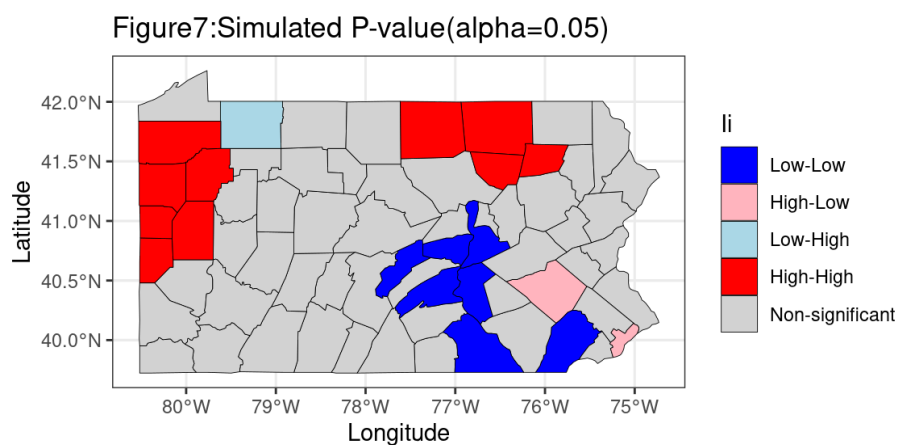 Figure7:Simulated P-value(alpha=0.05)
42.0°N
41.5°N
41.0°N
40.5°N
40.0°N
Latitude
80°W 79°W 78°W 77°W 76°W 75°W
Longitude
Ii
Low-Low
High-Low
Low-High
High-High
Non-significant